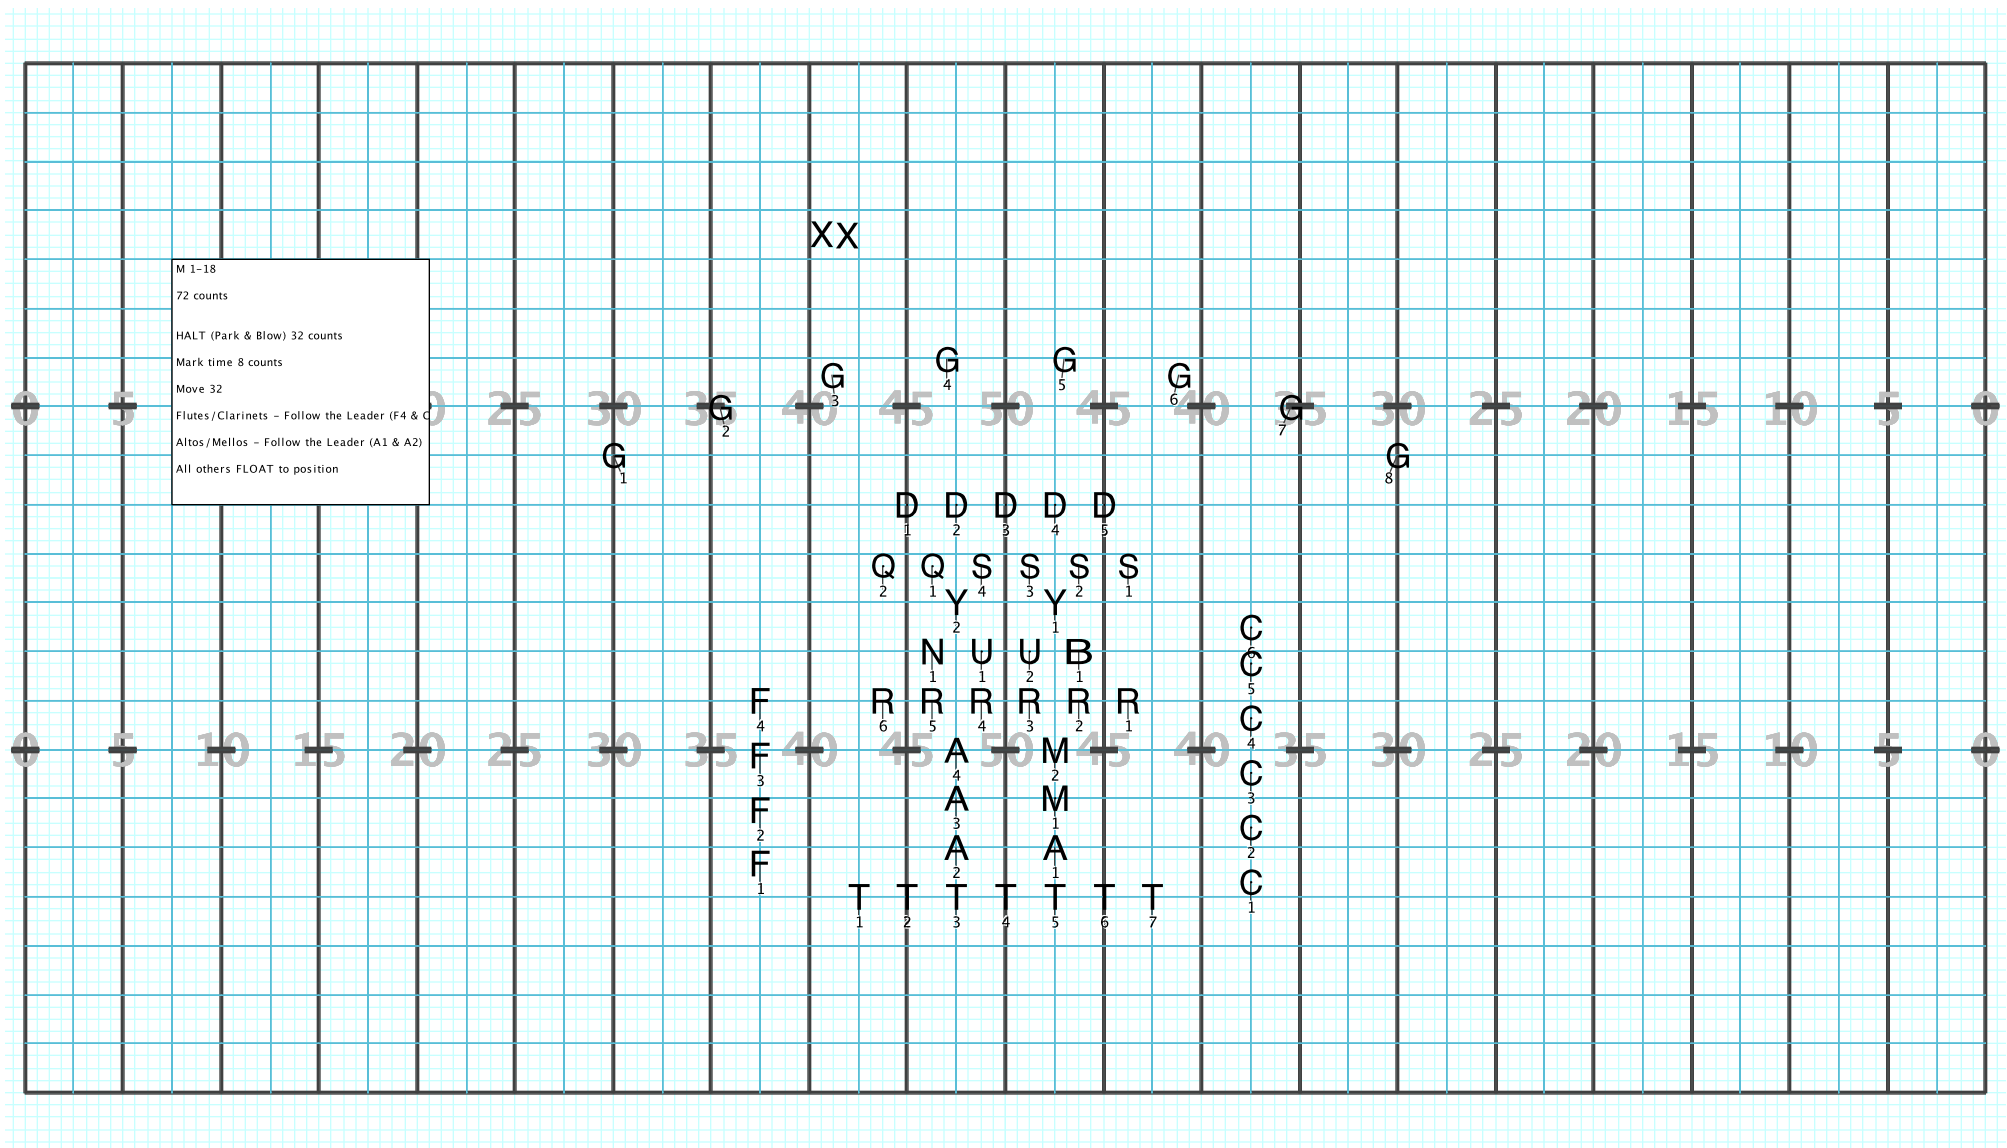 X X
M 1-18
72 counts
HALT (Park & Blow) 32 counts
Mark time 8 counts
Move 32
Flutes/Clarinets - Follow the Leader (F4 & C
Altos/Mellos - Follow the Leader (A1 & A2)
All others FLOAT to position
G G G G
3 4 5 6
0 5 25 30 35 40 45 50 45 40 35 30 25 20 15 10 5 0
G G
2 7
G G
1 8
D D D D D
1 2 3 4 5
Q Q S S S S
2 1 4 3 2 1
Y Y
2 1
C
6
N U U B C
1 1 2 1 5
F R R R R R R C
4 6 5 4 3 2 1 4
0 5 10 15 20 25 30 35 40 45 50 45 40 35 30 25 20 15 10 5 0
F A M C
3 4 2 3
F A M C
2 3 1 2
F A A C
1 2 1 1
T T T T T T T
1 2 3 4 5 6 7